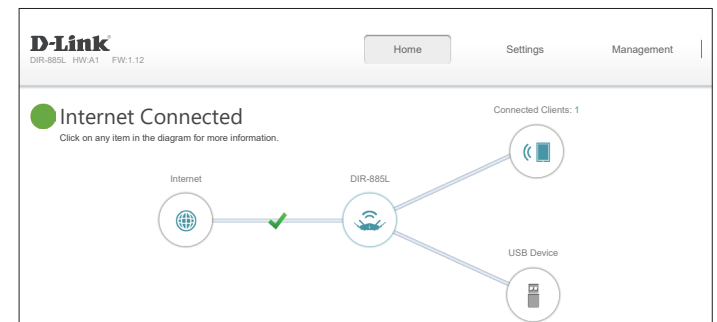 D-Link
Home Settings Management
DIR-885L HW:A1 FW:1.12
Internet Connected
Click on any item in the diagram for more information.
Connected Clients: 1
Internet
DIR-885L
USB Device